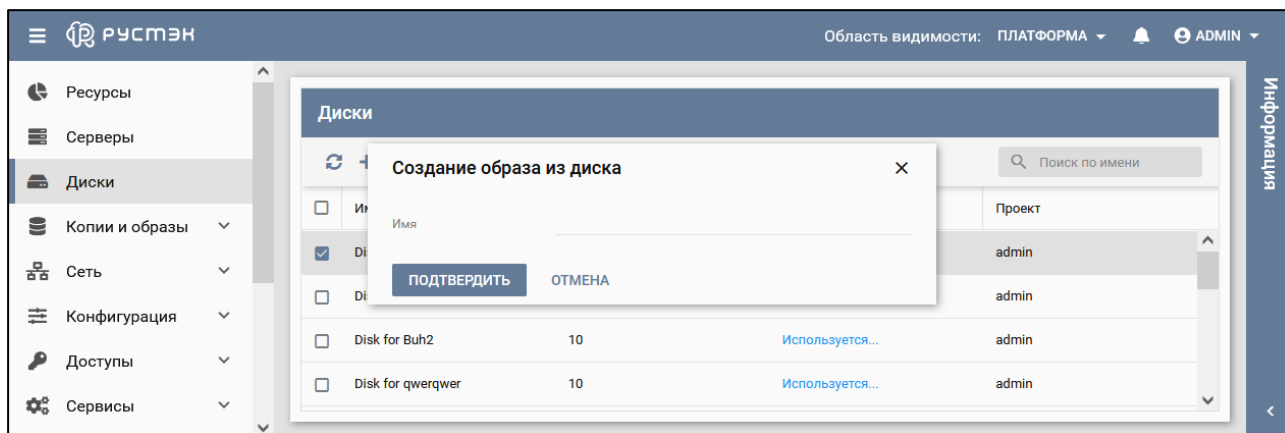 РУСТЭК
Область видимости: ПЛАТФОРМА
ADMIN
Ресурсы
Серверы
Диски
Копии и образы
Сеть
Конфигурация
Доступы
Сервисы
Диски
Поиск по имени
Проект
admin
admin
Disk for Buh2 10 Используется... admin
Disk for qwerqwer 10 Используется... admin
Создание образа из диска
Имя
ПОДТВЕРДИТЬ ОТМЕНА
Информация